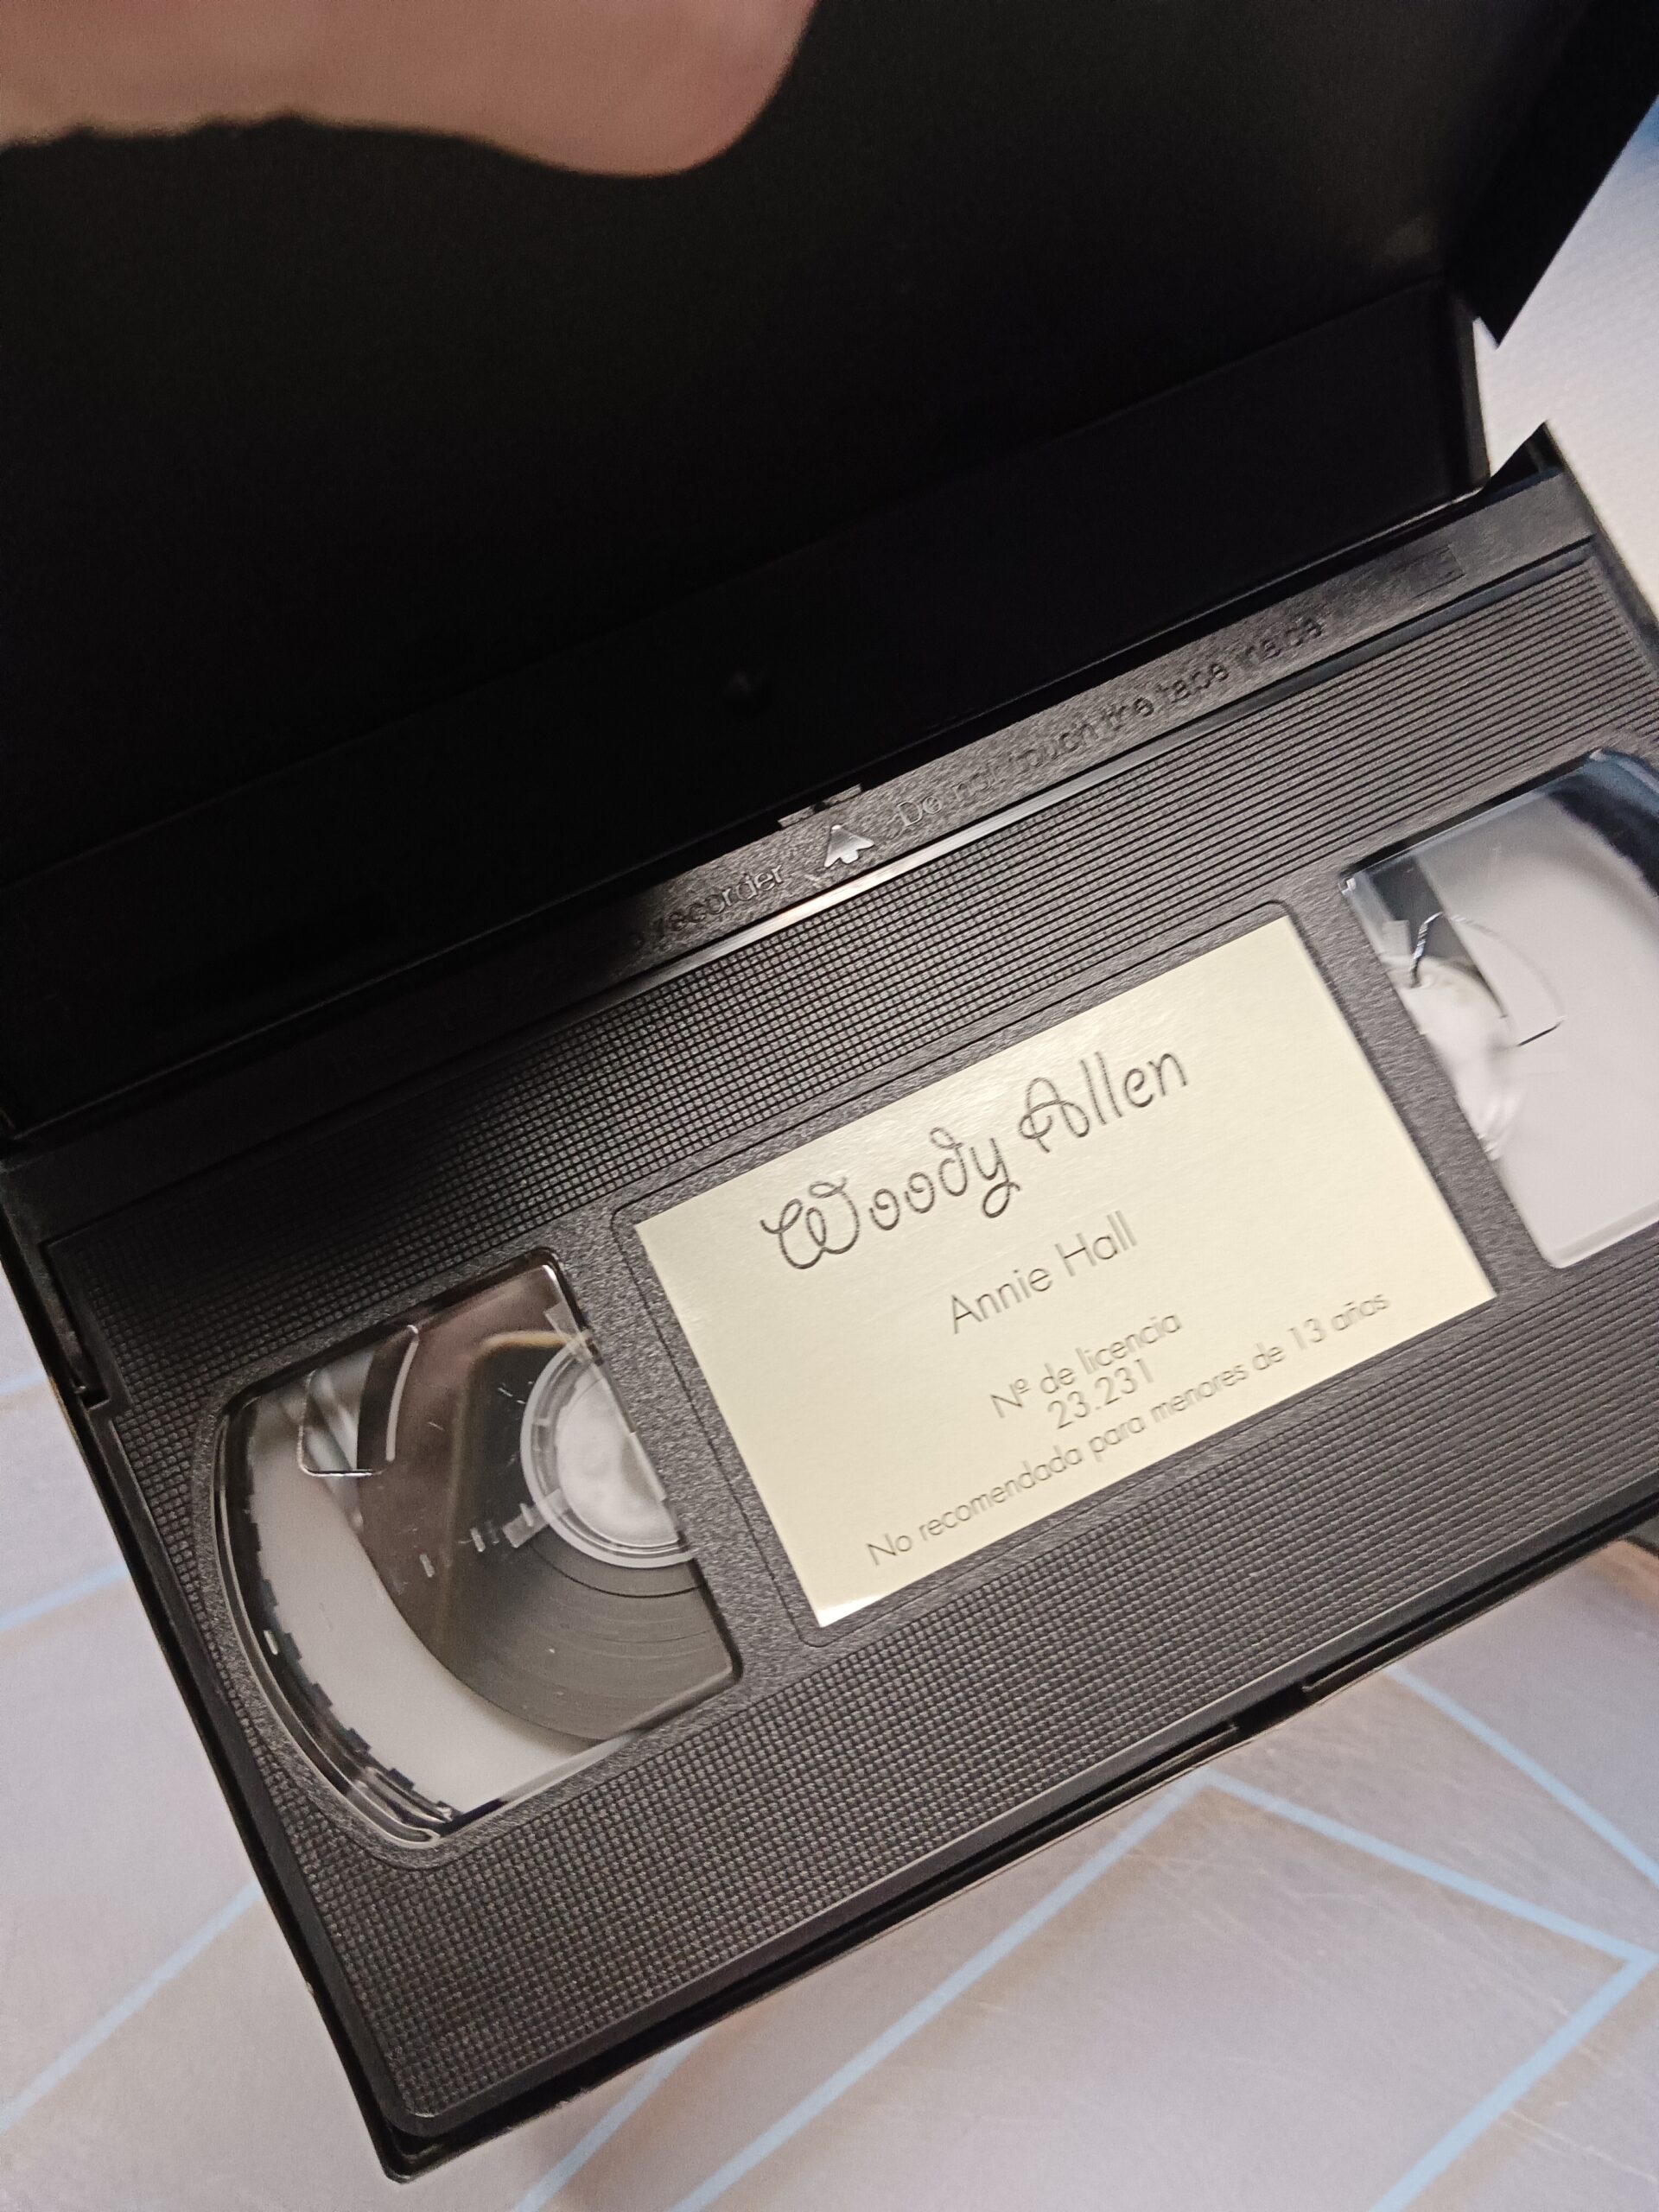 recorder Do not touch the tape inside
Woody Allen
Annie Hall
Nº de licencia
23.231
No recomendada para menores de 13 años